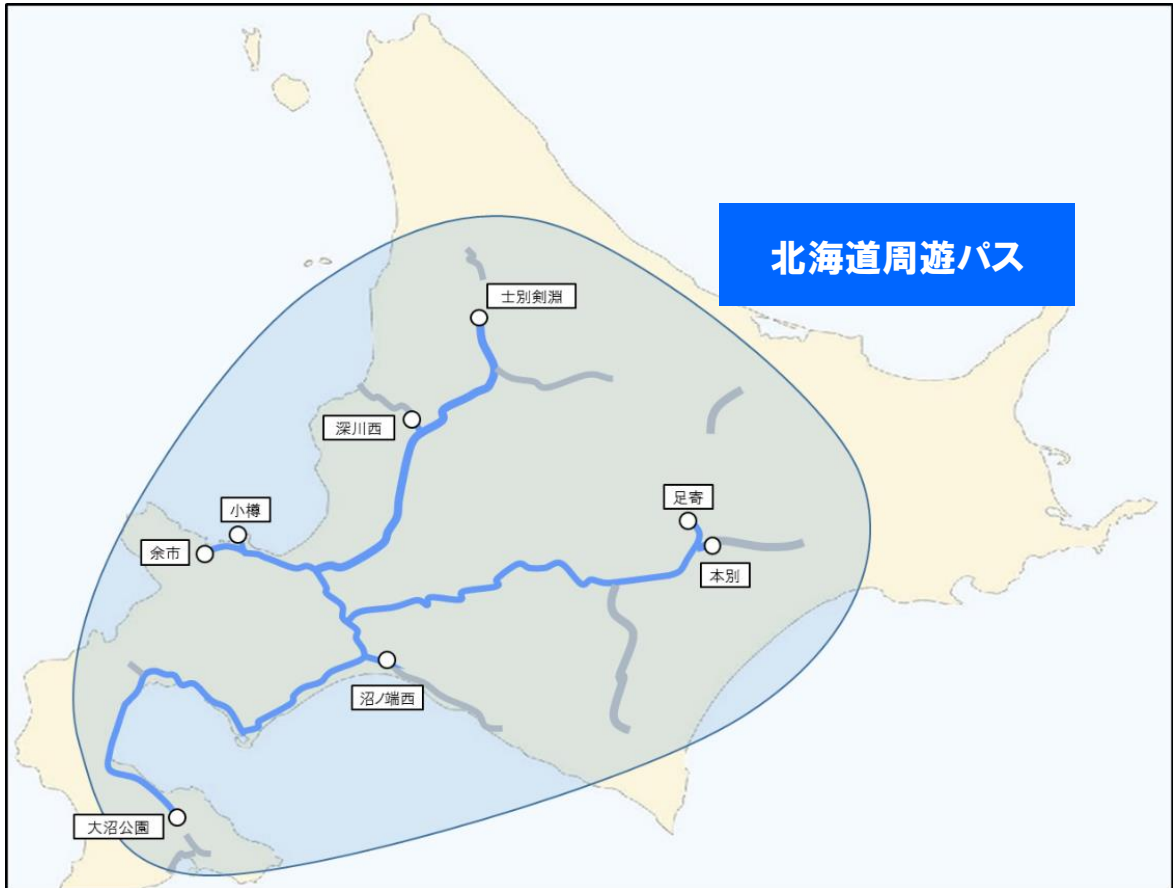 北海道周遊パス
士別剣淵
深川西
小樽
余市
足寄
本別
沼ノ端西
大沼公園